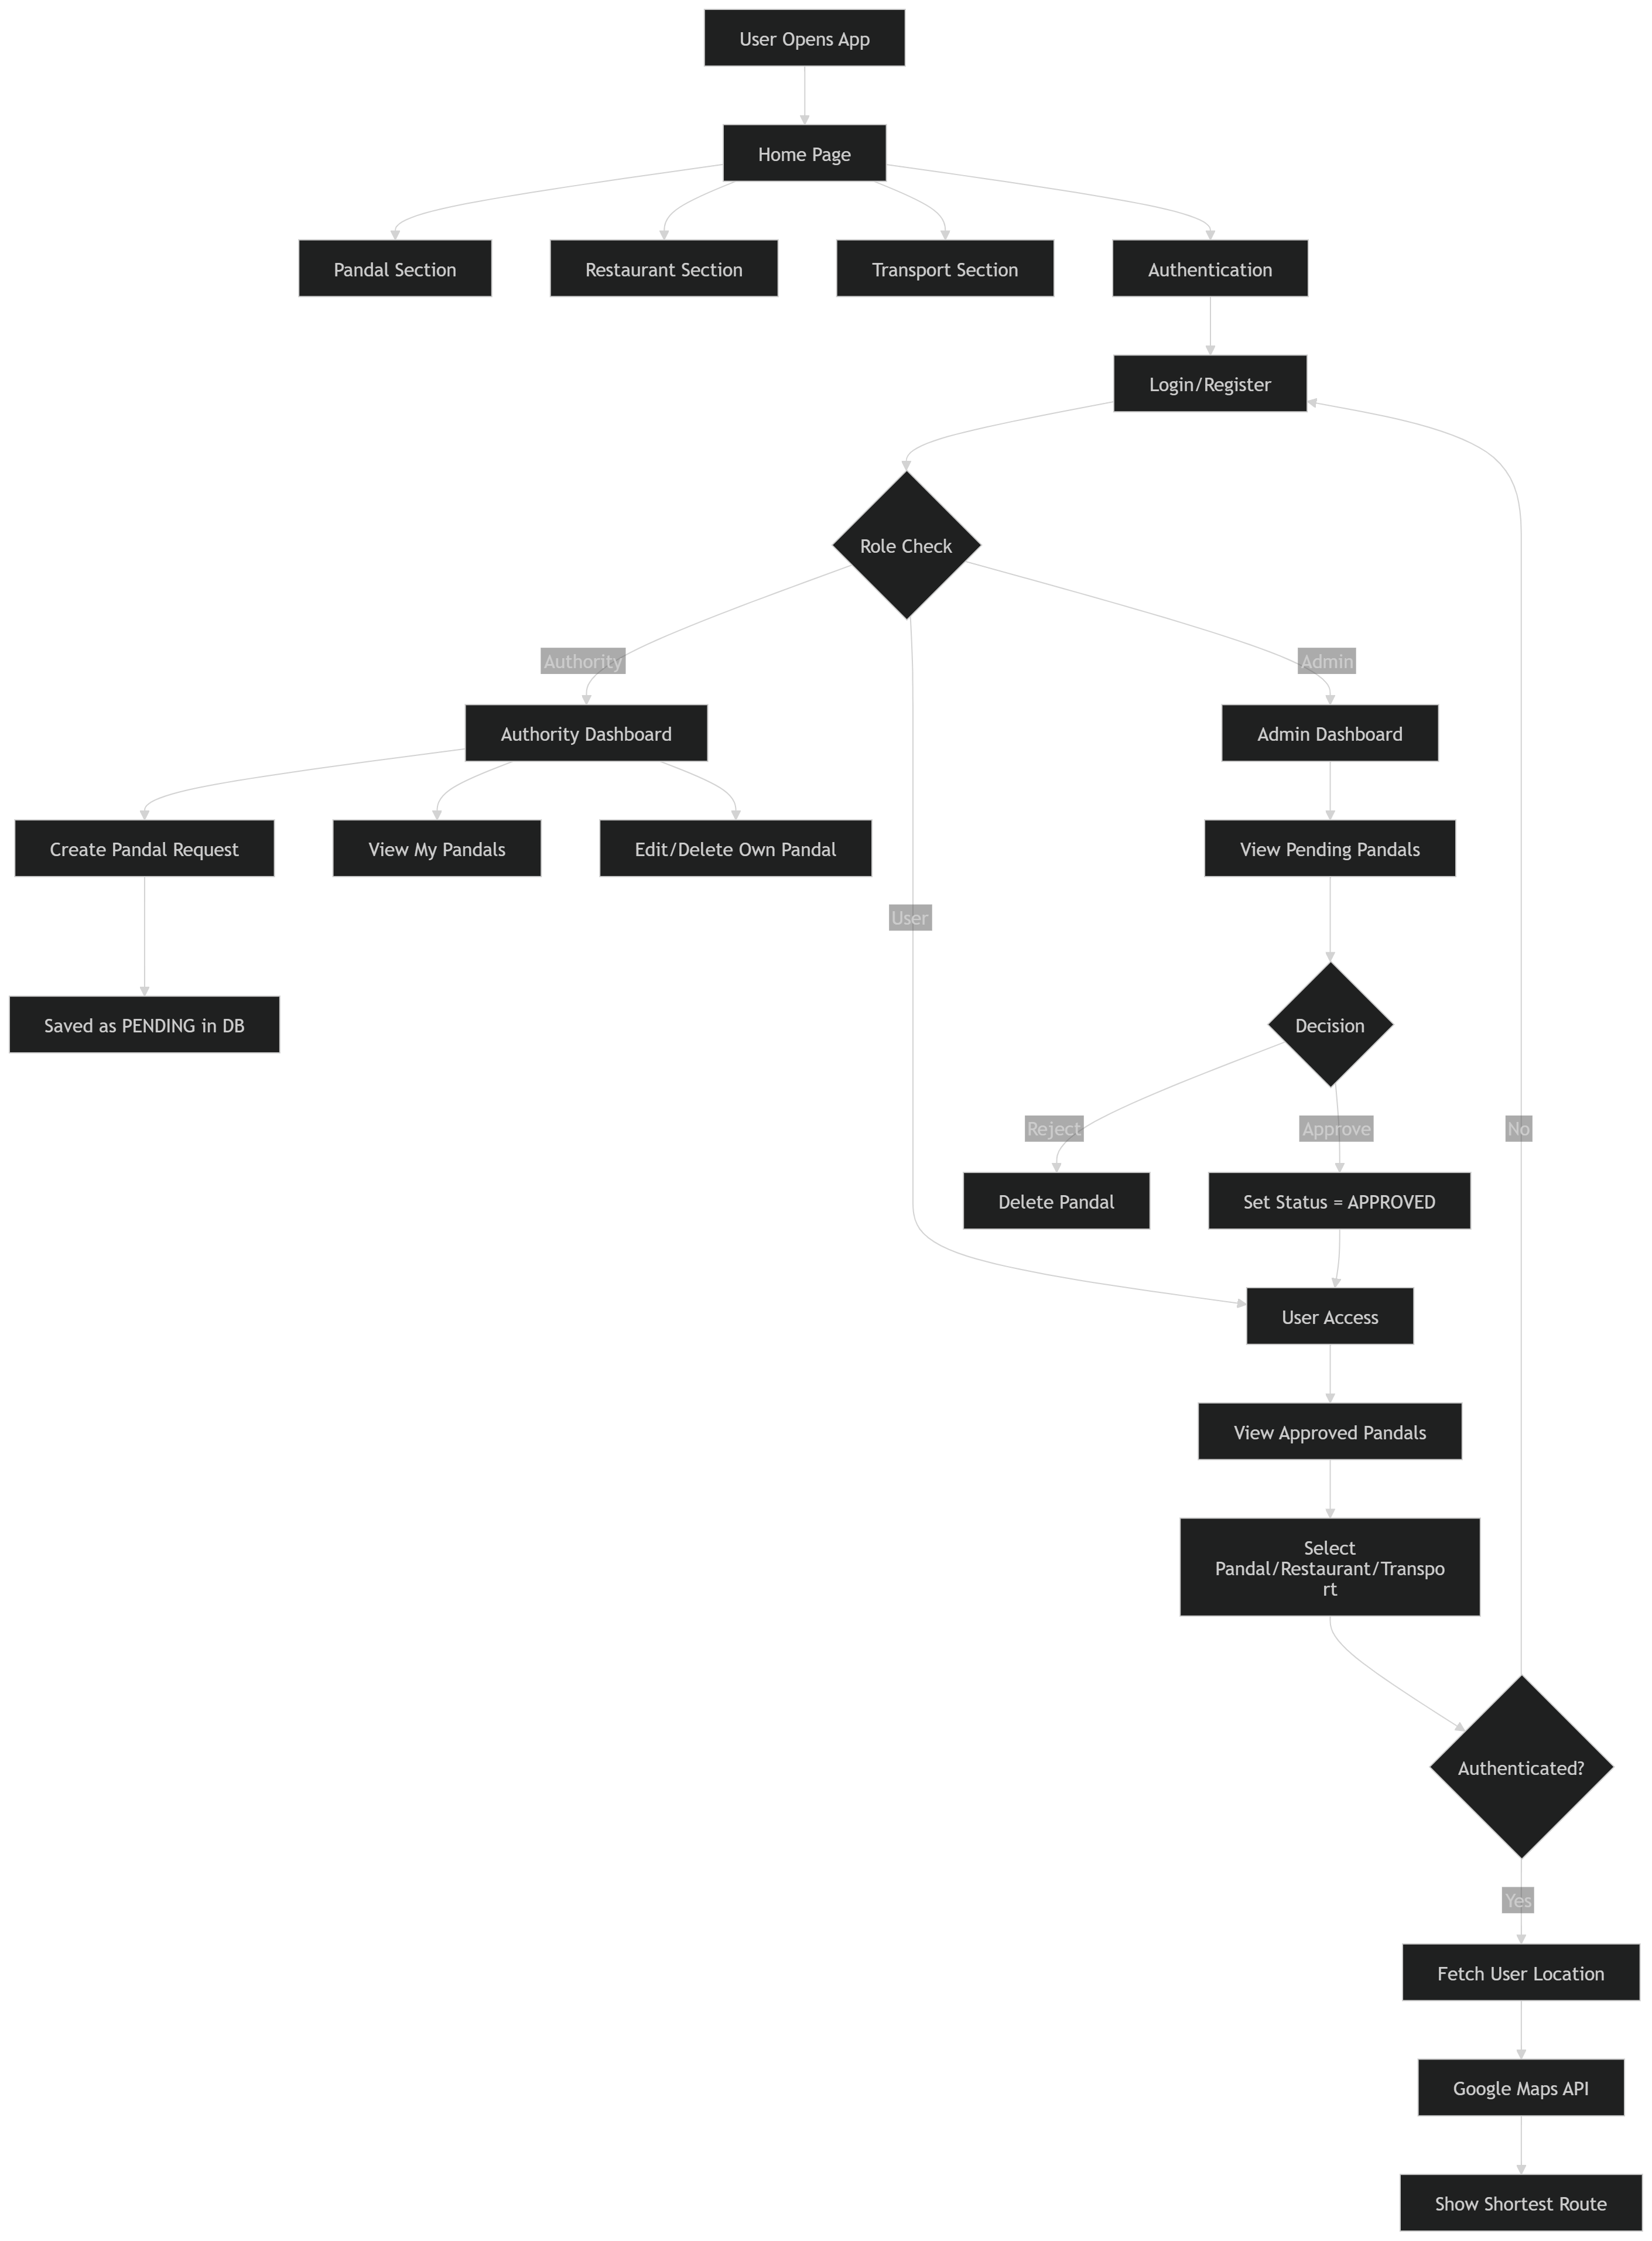 User Opens App
Home Page
Pandal Section
Restaurant Section
Transport Section
Authentication
Login/Register
Role Check
Authority
Admin
Authority Dashboard
Admin Dashboard
Create Pandal Request
View My Pandals
Edit/Delete Own Pandal
View Pending Pandals
User
Saved as PENDING in DB
Decision
Reject
Approve
No
Delete Pandal
Set Status = APPROVED
User Access
View Approved Pandals
Select
Pandal/Restaurant/Transpo
rt
Authenticated?
Yes
Fetch User Location
Google Maps API
Show Shortest Route